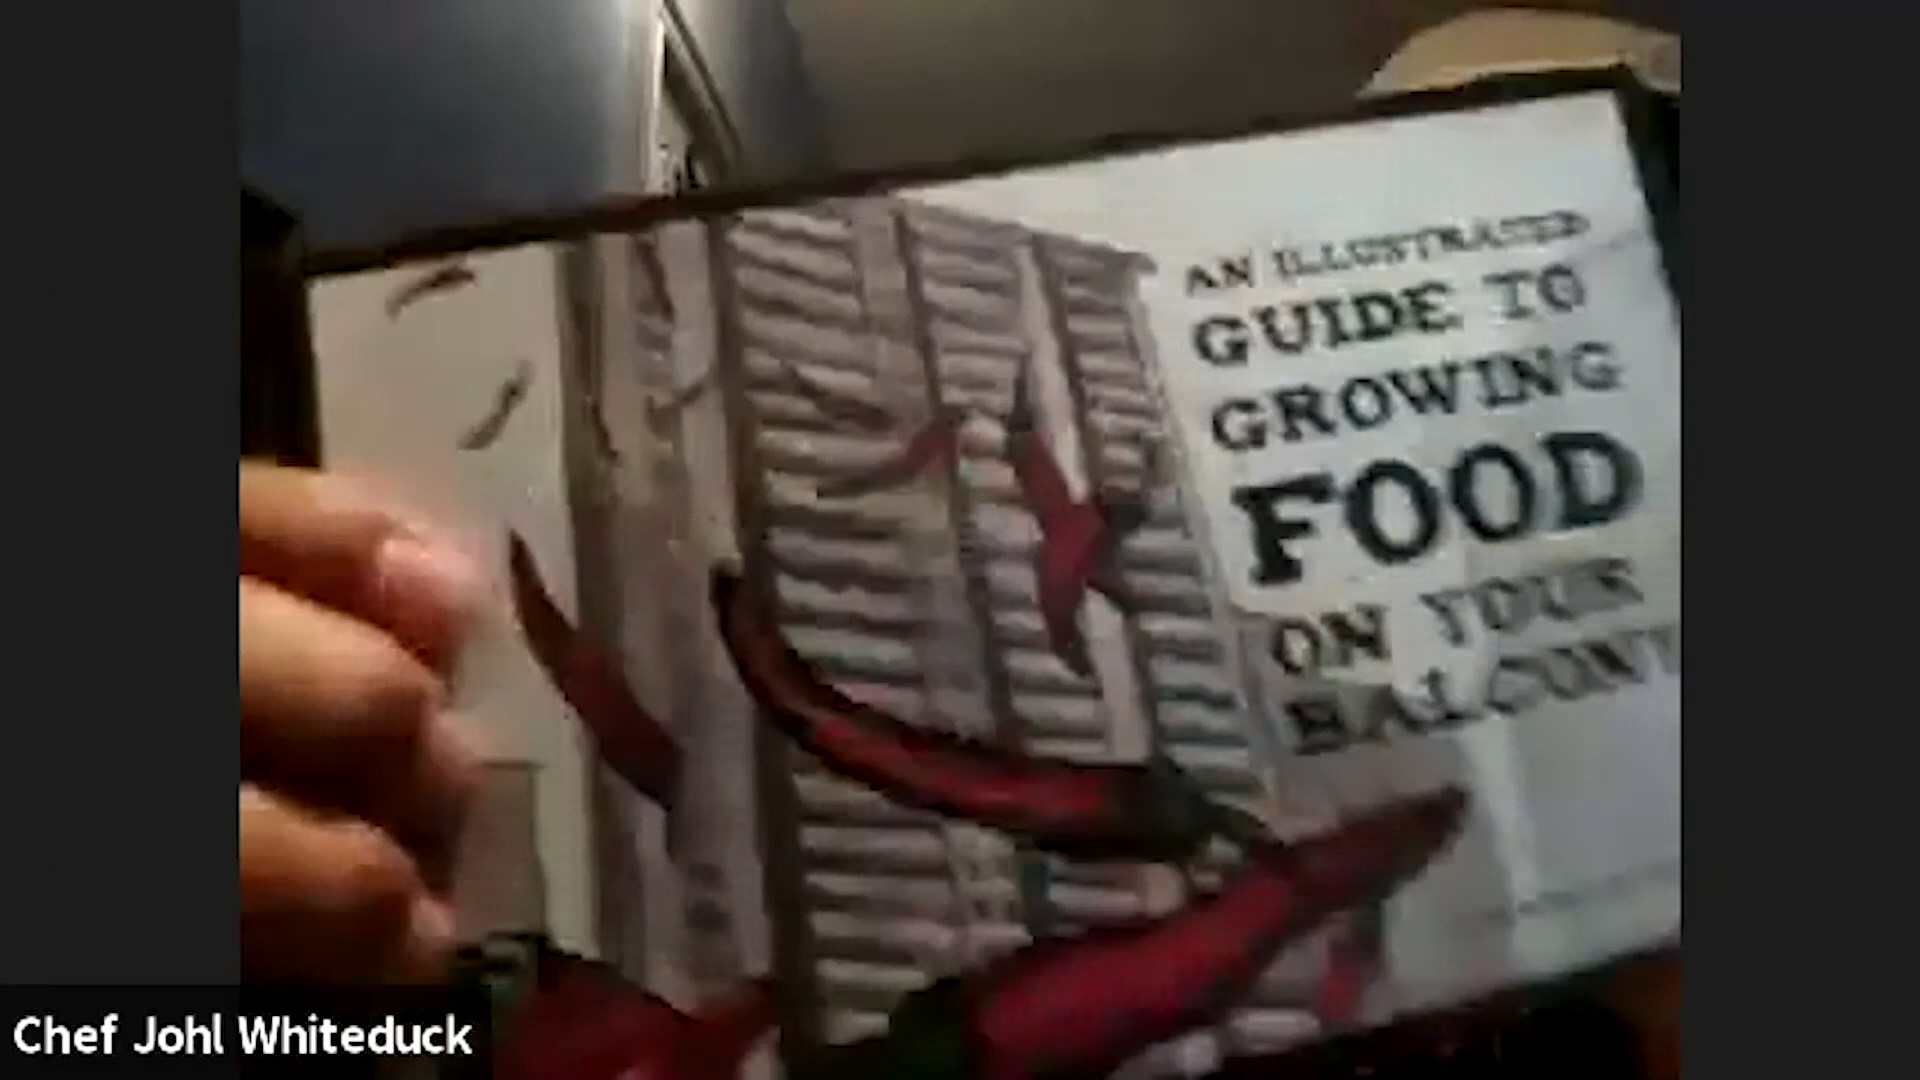 AN ILLUSTRATED
GUIDE TO
GROWING
FOOD
ON YOUR
BALCONY
Chef Johl Whiteduck